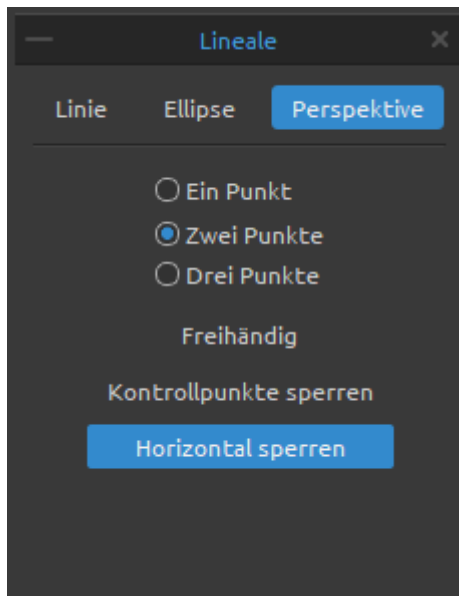 Lineale
Linie Ellipse Perspektive
Ein Punkt
Zwei Punkte
Drei Punkte
Freihändig
Kontrollpunkte sperren
Horizontal sperren